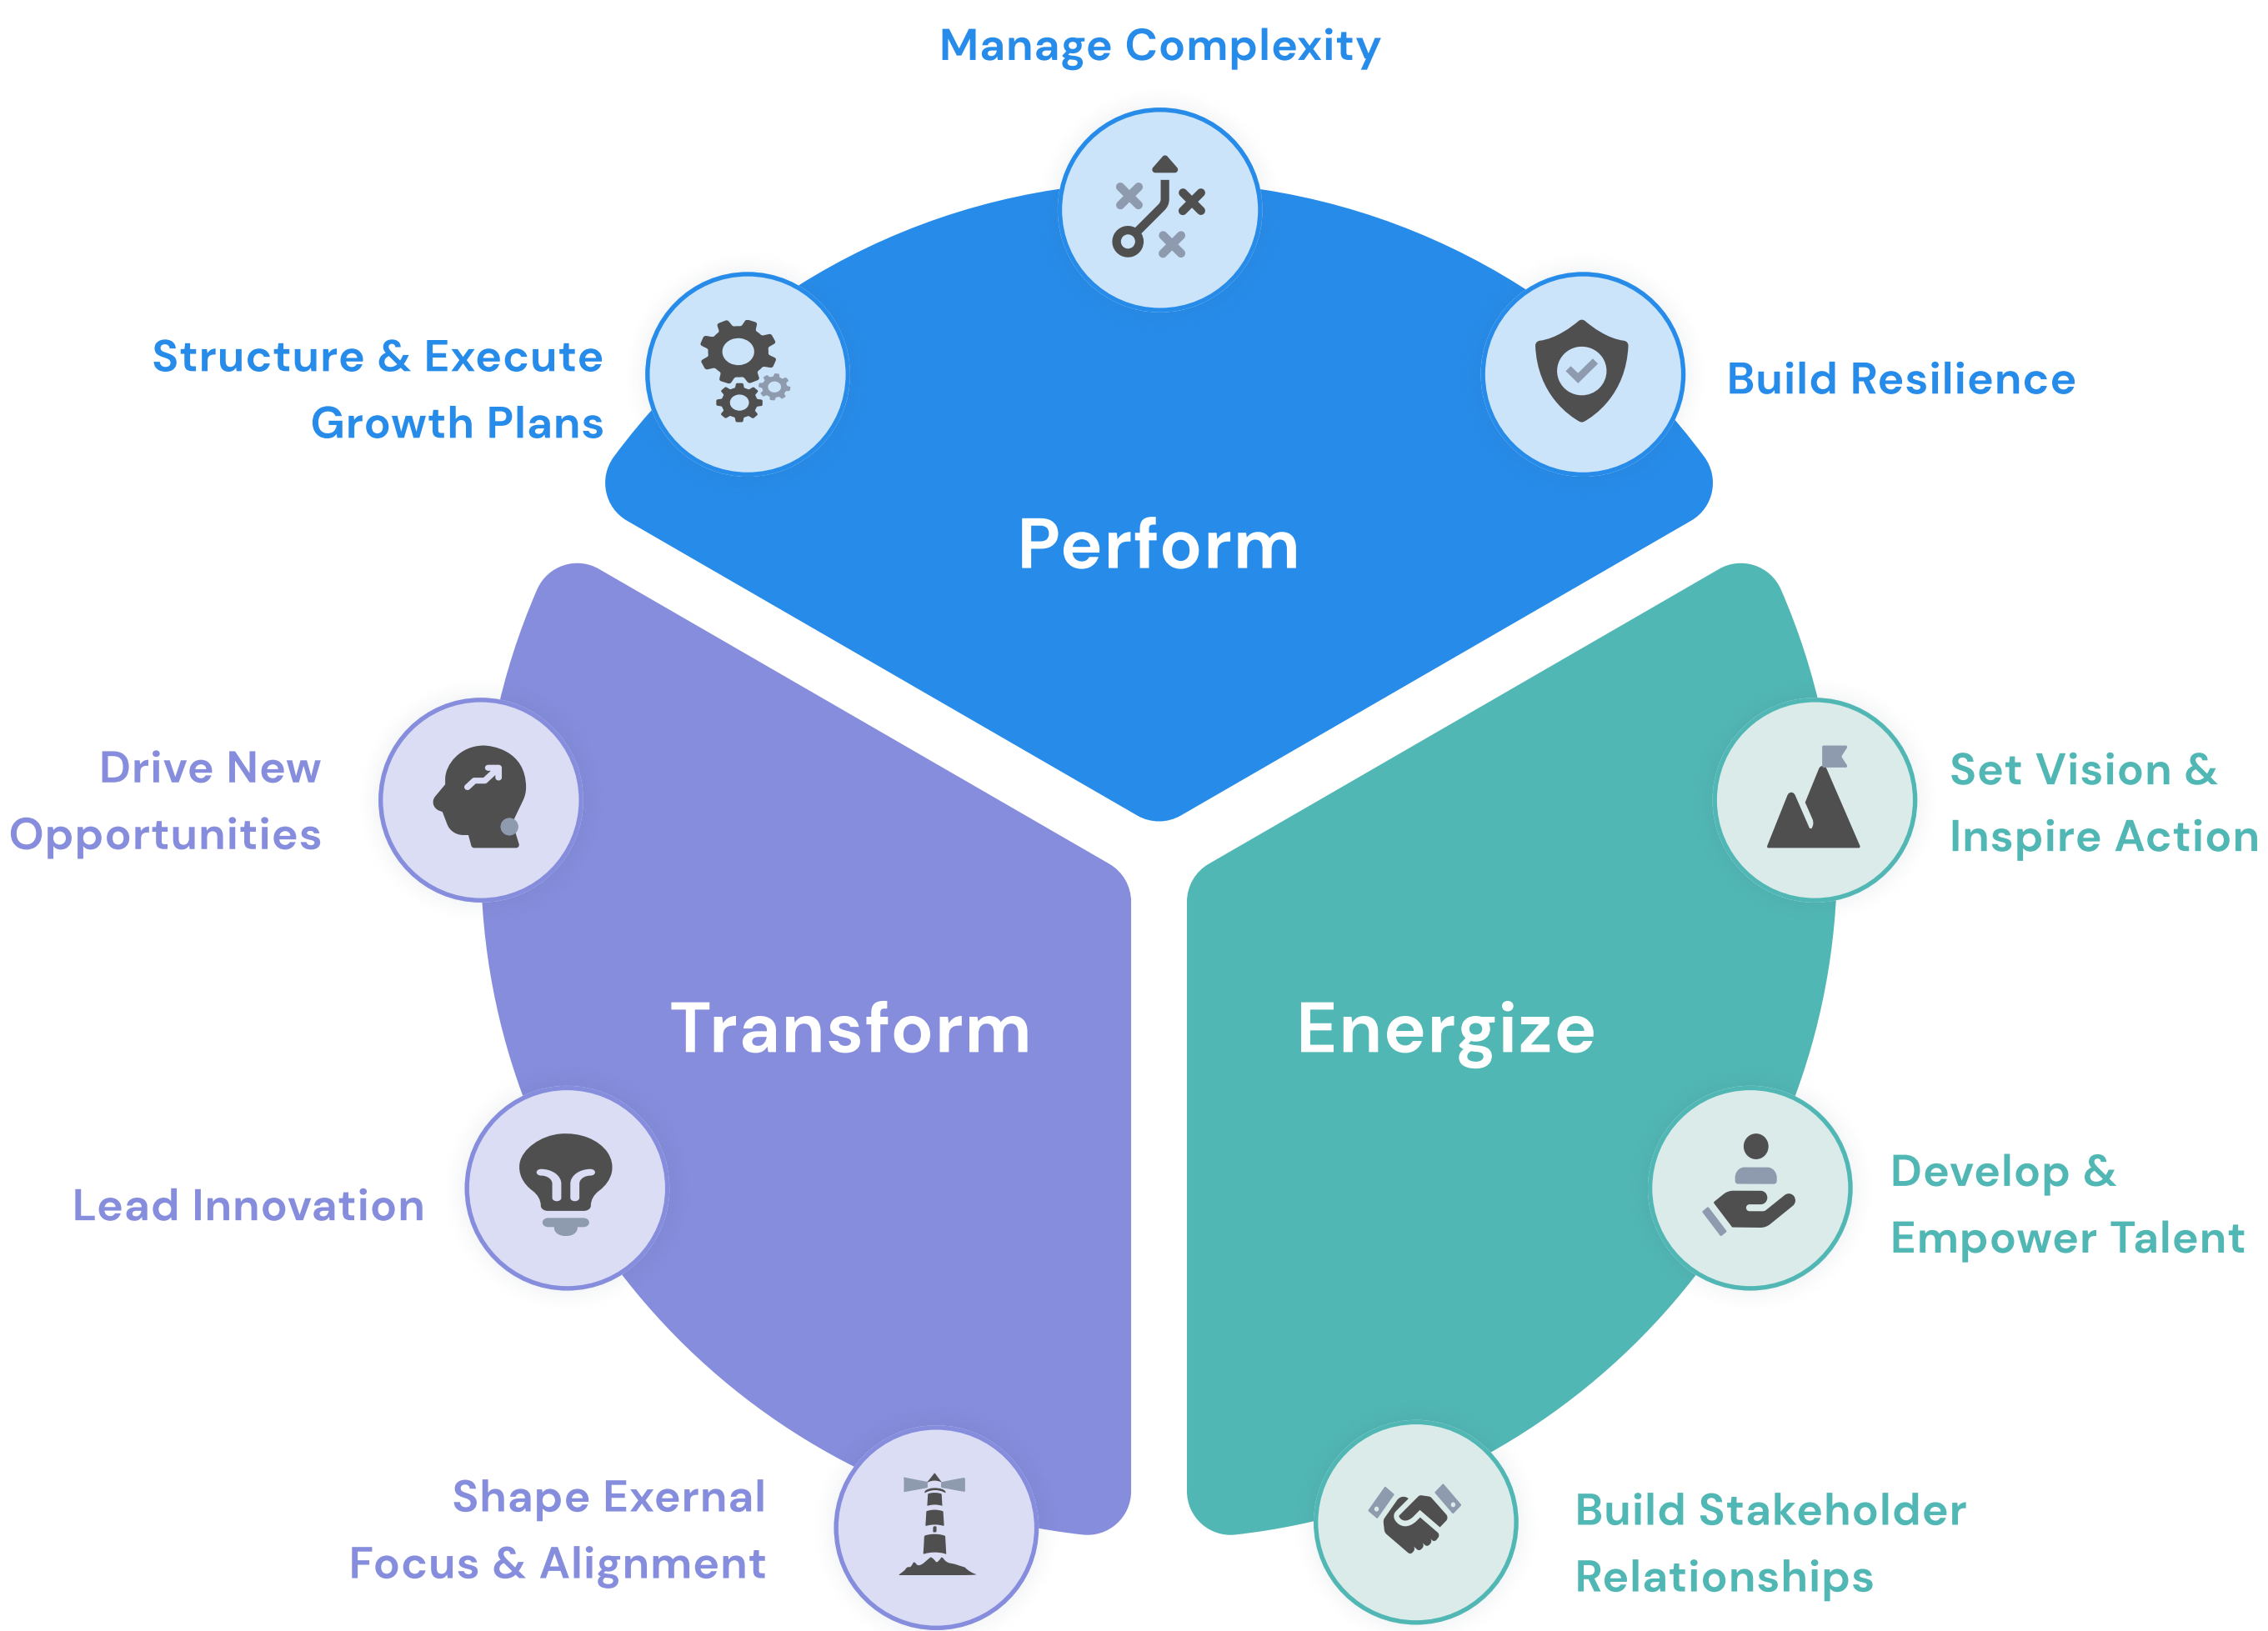 Manage Complexity
Structure & Execute
Growth Plans
Build Resilience
Perform
Drive New
Opportunities
Set Vision &
Inspire Action
Transform
Energize
Lead Innovation
Develop &
Empower Talent
Shape Exernal
Focus & Alignment
Build Stakeholder
Relationships